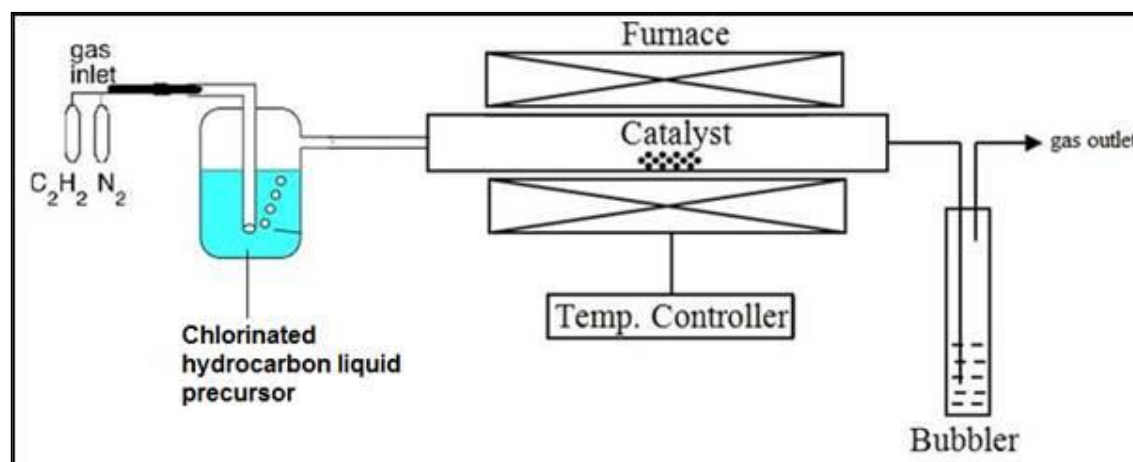 gas
inlet
C₂H₂ N₂
Chlorinated
hydrocarbon liquid
precursor
Furnace
Catalyst
Temp. Controller
gas outlet
Bubbler